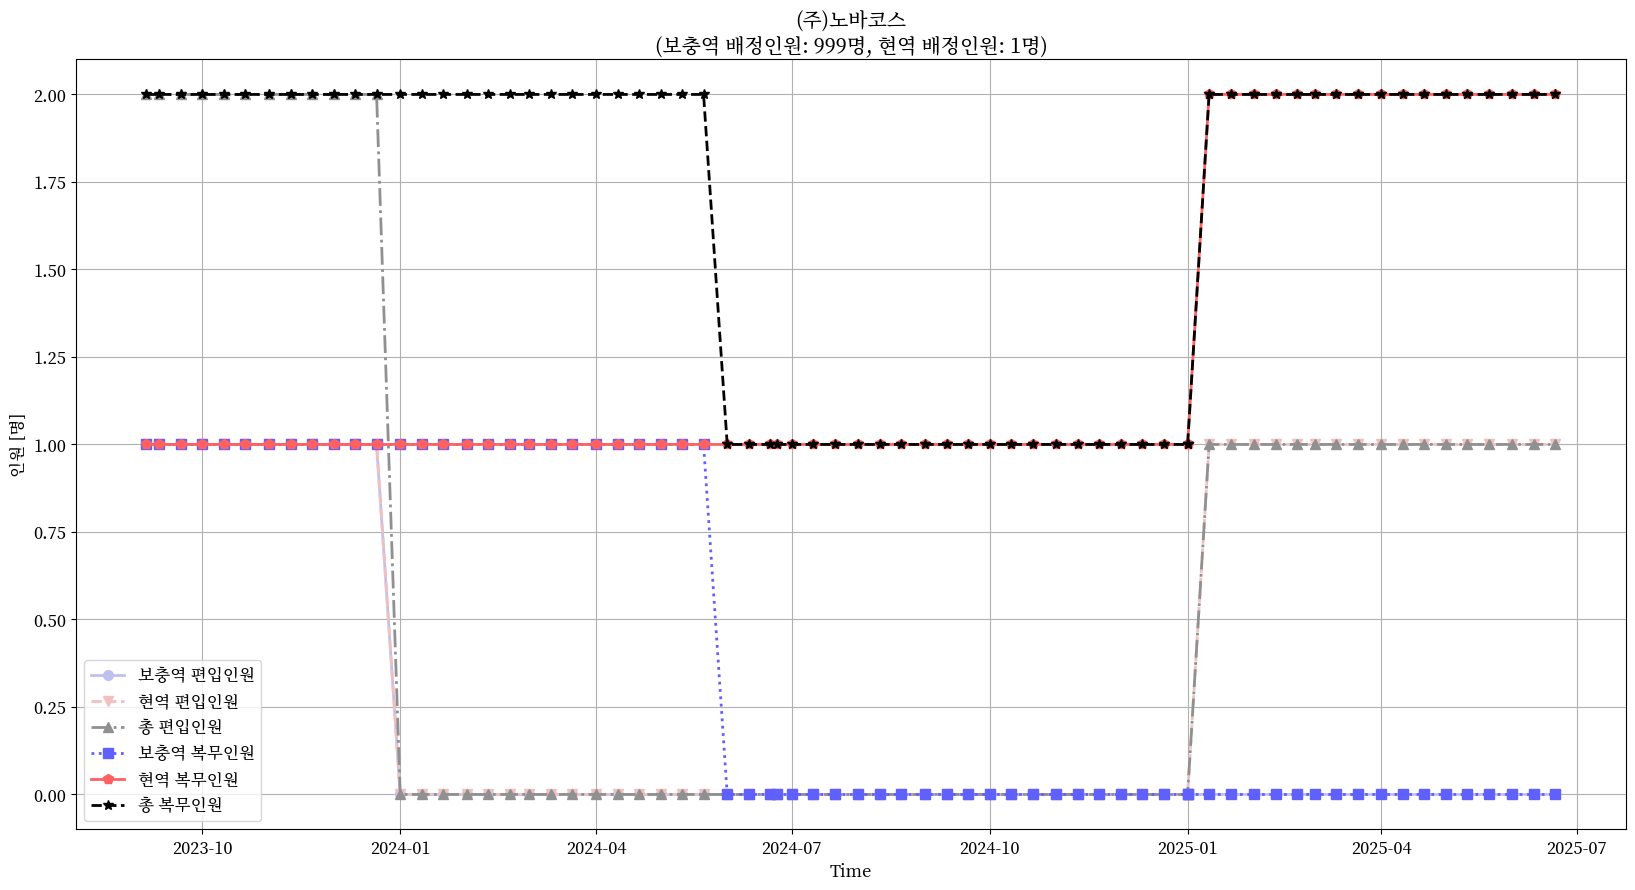 (주)노바코스
(보충역 배정인원: 999명, 현역 배정인원: 1명)
인원 [명]
2.00
1.75
1.50
1.25
1.00
0.75
0.50
0.25
0.00
보충역 편입인원
현역 편입인원
총 편입인원
보충역 복무인원
현역 복무인원
총 복무인원
2023-10
2024-01
2024-04
2024-07
2024-10
2025-01
2025-04
2025-07
Time